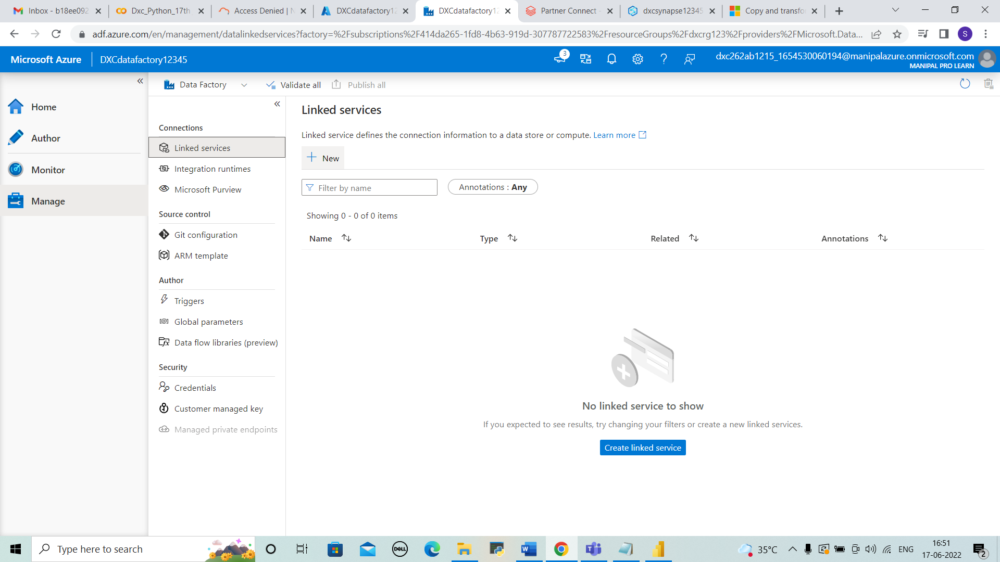 Inbox - b18ee092
Dxc_Python_17th
Access Denied | N
DXCdatafactory12
DXCdatafactory12
Partner Connect -
dxcsynapse12345
Copy and transfo
adf.azure.com/en/management/datalinkedservices?factory=%2Fsubscriptions%2F414da265-1fd8-4b63-919d-307787722583%2FresourceGroups%2Fdxcrg123%2Fproviders%2FMicrosoft.Data...
S
Microsoft Azure
DXCdatafactory12345
3
dxc262ab1215_1654530060194@manipalazure.onmicrosoft.com
MANIPAL PRO LEARN
Data Factory
Validate all
Publish all
Home
Author
Monitor
Manage
Connections
Linked services
Integration runtimes
Microsoft Purview
Source control
Git configuration
ARM template
Author
Triggers
Global parameters
Data flow libraries (preview)
Security
Credentials
Customer managed key
Managed private endpoints
Linked services
Linked service defines the connection information to a data store or compute. Learn more
New
Filter by name
Annotations : Any
Showing 0 - 0 of 0 items
Name
Type
Related
Annotations
No linked service to show
If you expected to see results, try changing your filters or create a new linked services.
Create linked service
Type here to search
DELL
35°C
ENG
16:51
17-06-2022
2